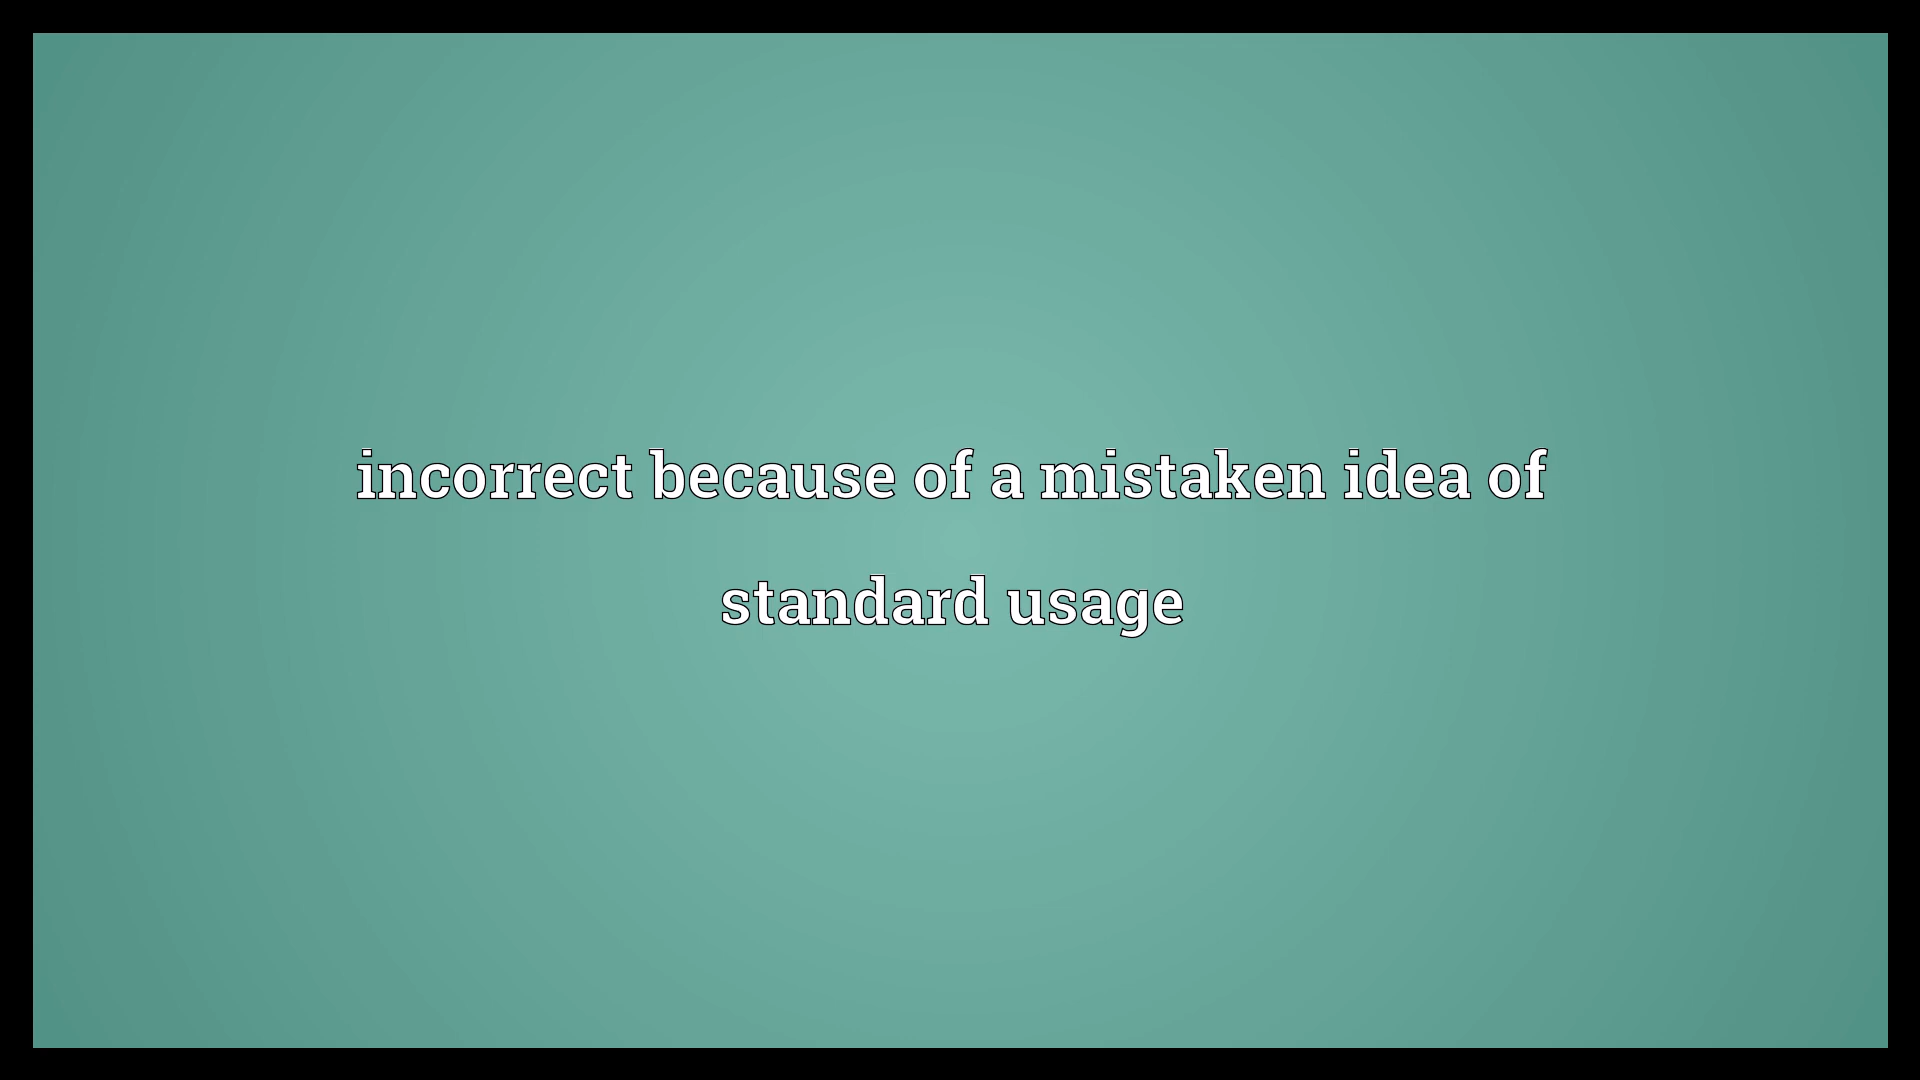 incorrect because of a mistaken idea of
standard usage